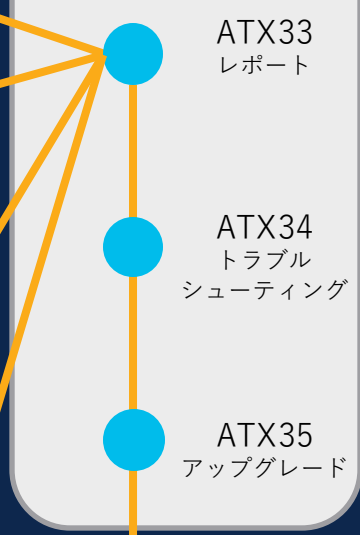 ATX33
レポート
ATX34
トラブル
シューティング
ATX35
アップグレード